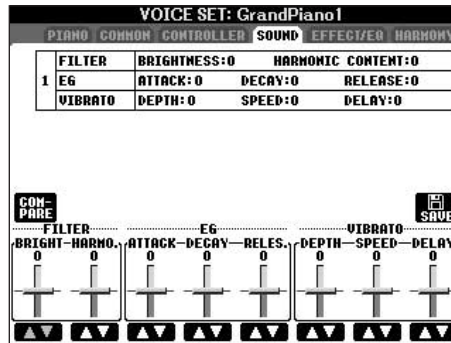 VOICE SET: GrandPiano1
PIANO COMMON CONTROLLER SOUND EFFECT/EQ HARMONY
1 FILTER BRIGHTNESS:0 HARMONIC CONTENT:0
EG ATTACK:0 DECAY:0 RELEASE:0
VIBRATO DEPTH:0 SPEED:0 DELAY:0
COM-
PARE
SAVE
FILTER EG VIBRATO
BRIGHT-HARMO. ATTACK-DECAY-RELES. DEPTH-SPEED-DELAY
0 0 0 0 0 0 0 0